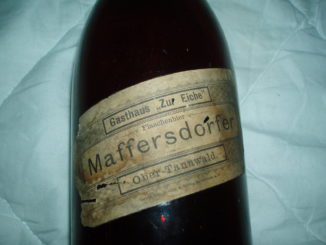 Gasthaus „Zur Eiche“
Flaschenbier
Maffersdorfer
Ober-Tannwald.